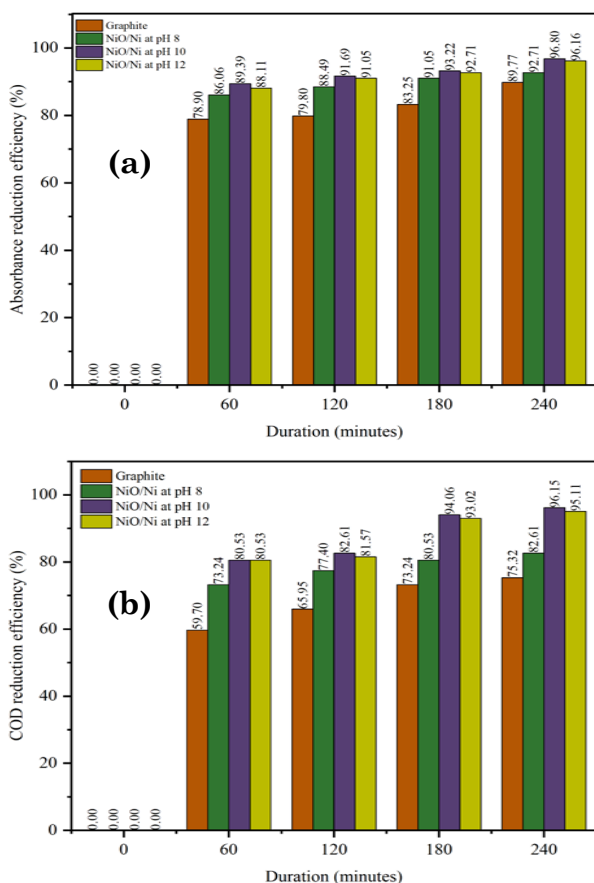 Graphite
NiO/Ni at pH 8
NiO/Ni at pH 10
NiO/Ni at pH 12
100
80
60
40
20
0
Absorbance reduction effciency (%)
(a)
0.00 0.00 0.00 0.00
78.90 86.06 89.39 88.11
79.80 88.49 91.69 91.05
83.25 91.05 93.22 92.71
89.77 92.71 96.80 96.16
0 60 120 180 240
Duration (minutes)
Graphite
NiO/Ni at pH 8
NiO/Ni at pH 10
NiO/Ni at pH 12
100
80
60
40
20
0
COD reduction efficiency (%)
(b)
0.00 0.00 0.00 0.00
59.70 73.24 80.53 80.53
65.95 77.40 82.61 81.57
73.24 80.53 94.06 93.02
75.32 82.61 96.15 95.11
0 60 120 180 240
Duration (minutes)